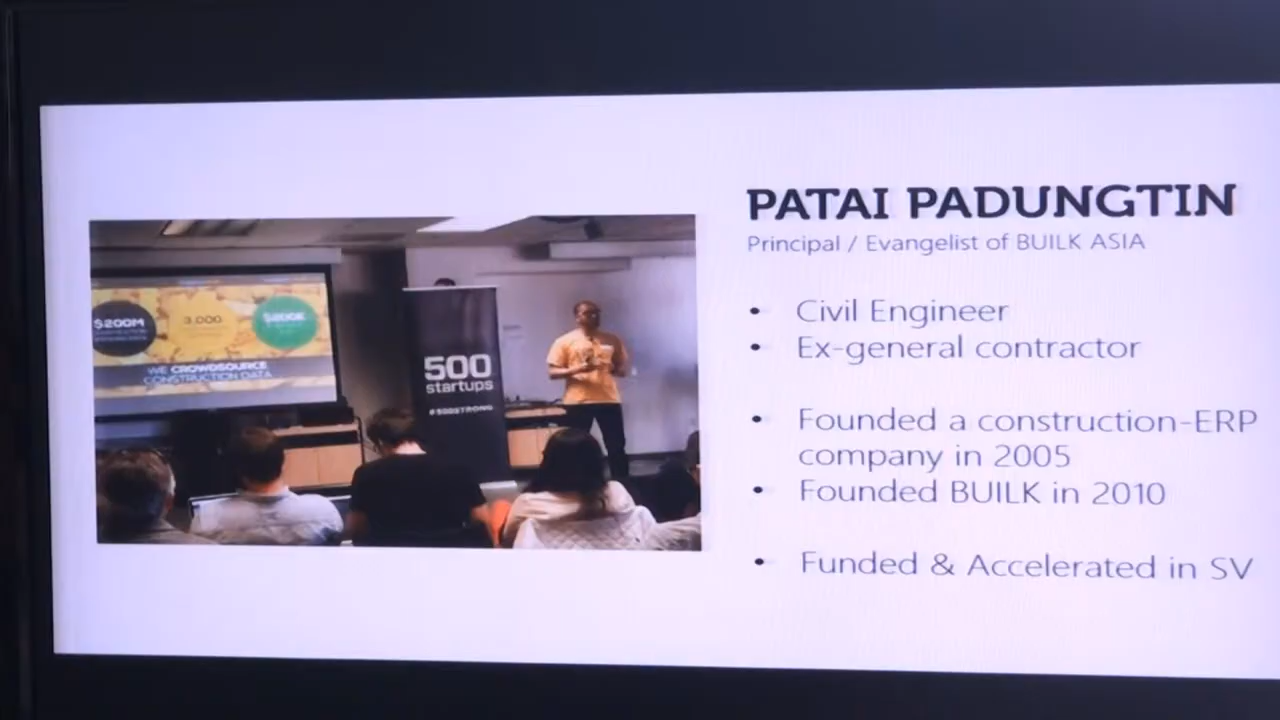 PATAI PADUNGTIN
Principal / Evangelist of BUILK ASIA
• Civil Engineer
• Ex-general contractor
• Founded a construction-ERP
company in 2005
• Founded BUILK in 2010
• Funded & Accelerated in SV
$200M
3,000
$200K
WE CROWDSOURCE
CONSTRUCTION DATA
500
startups
#500STRONG